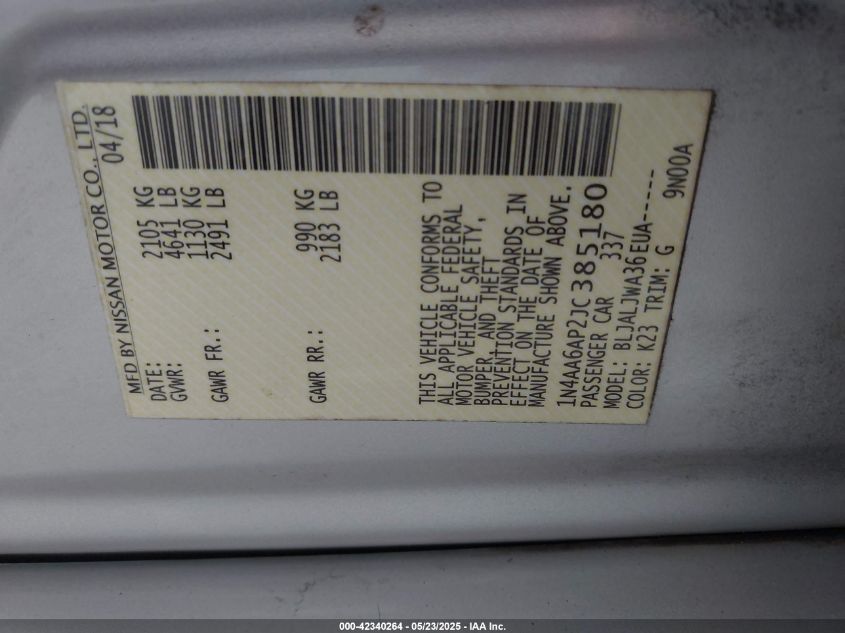 MFD BY NISSAN MOTOR CO., LTD.
DATE: 04/18
GVWR: 2105 KG
4641 LB
GAWR FR.: 1130 KG
2491 LB
GAWR RR.: 990 KG
2183 LB
THIS VEHICLE CONFORMS TO
ALL APPLICABLE FEDERAL
MOTOR VEHICLE SAFETY,
BUMPER, AND THEFT
PREVENTION STANDARDS IN
EFFECT ON THE DATE OF
MANUFACTURE SHOWN ABOVE.
1N4AA6AP2JC385180
PASSENGER CAR 337
MODEL: BLJALJWA36EUA------
COLOR: K23 TRIM: G
9N00A
000-42340264 - 05/23/2025 - IAA Inc.